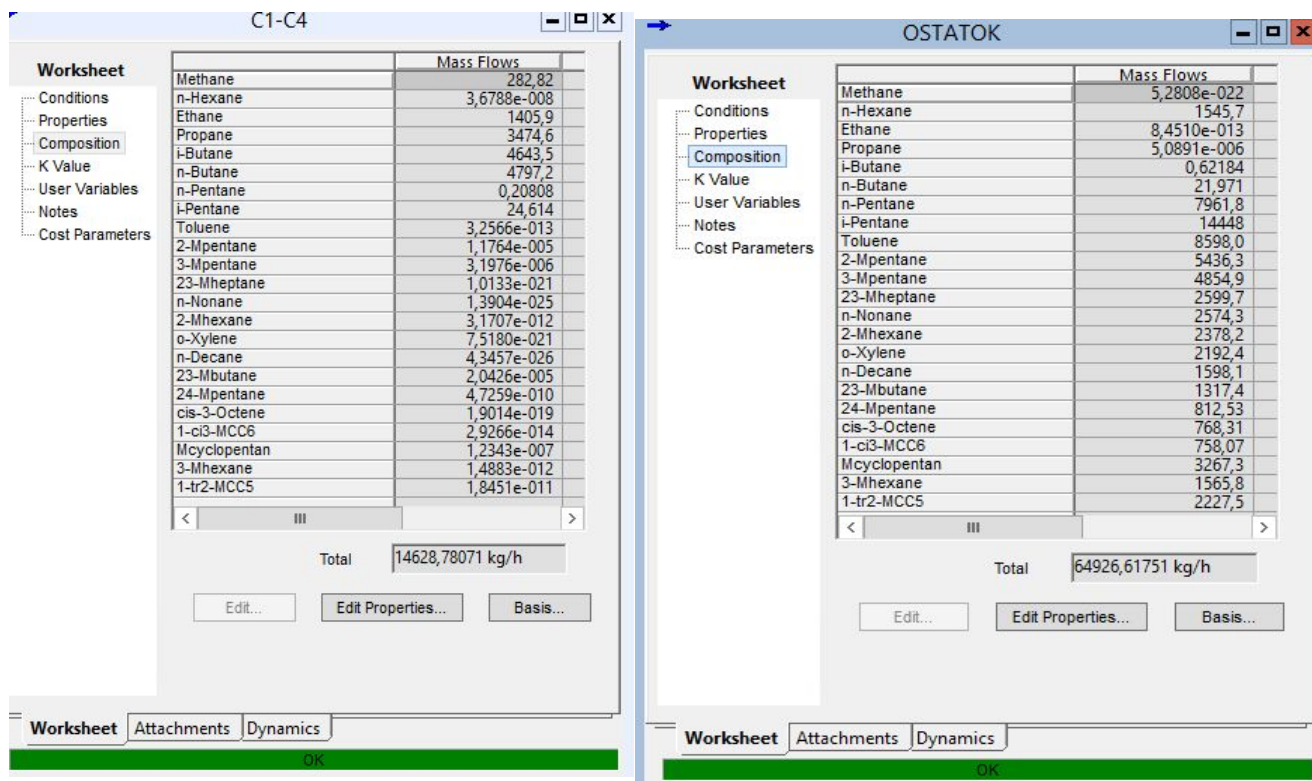 C1-C4
Worksheet
Conditions
Properties
Composition
K Value
User Variables
Notes
Cost Parameters
Mass Flows
Methane 282,82
n-Hexane 3,6788e-008
Ethane 1405,9
Propane 3474,6
i-Butane 4643,5
n-Butane 4797,2
n-Pentane 0,20808
i-Pentane 24,614
Toluene 3,2566e-013
2-Mpentane 1,1764e-005
3-Mpentane 3,1976e-006
23-Mheptane 1,0133e-021
n-Nonane 1,3904e-025
2-Mhexane 3,1707e-012
o-Xylene 7,5180e-021
n-Decane 4,3457e-026
23-Mbutane 2,0426e-005
24-Mpentane 4,7259e-010
cis-3-Octene 1,9014e-019
1-ci3-MCC6 2,9266e-014
Mcyclopentan 1,2343e-007
3-Mhexane 1,4883e-012
1-tr2-MCC5 1,8451e-011
Total 14628,78071 kg/h
Edit... Edit Properties... Basis...
Worksheet Attachments Dynamics
OK
OSTATOK
Worksheet
Conditions
Properties
Composition
K Value
User Variables
Notes
Cost Parameters
Mass Flows
Methane 5,2808e-022
n-Hexane 1545,7
Ethane 8,4510e-013
Propane 5,0891e-006
i-Butane 0,62184
n-Butane 21,971
n-Pentane 7961,8
i-Pentane 14448
Toluene 8598,0
2-Mpentane 5436,3
3-Mpentane 4854,9
23-Mheptane 2599,7
n-Nonane 2574,3
2-Mhexane 2378,2
o-Xylene 2192,4
n-Decane 1598,1
23-Mbutane 1317,4
24-Mpentane 812,53
cis-3-Octene 768,31
1-ci3-MCC6 758,07
Mcyclopentan 3267,3
3-Mhexane 1565,8
1-tr2-MCC5 2227,5
Total 64926,61751 kg/h
Edit... Edit Properties... Basis...
Worksheet Attachments Dynamics
OK